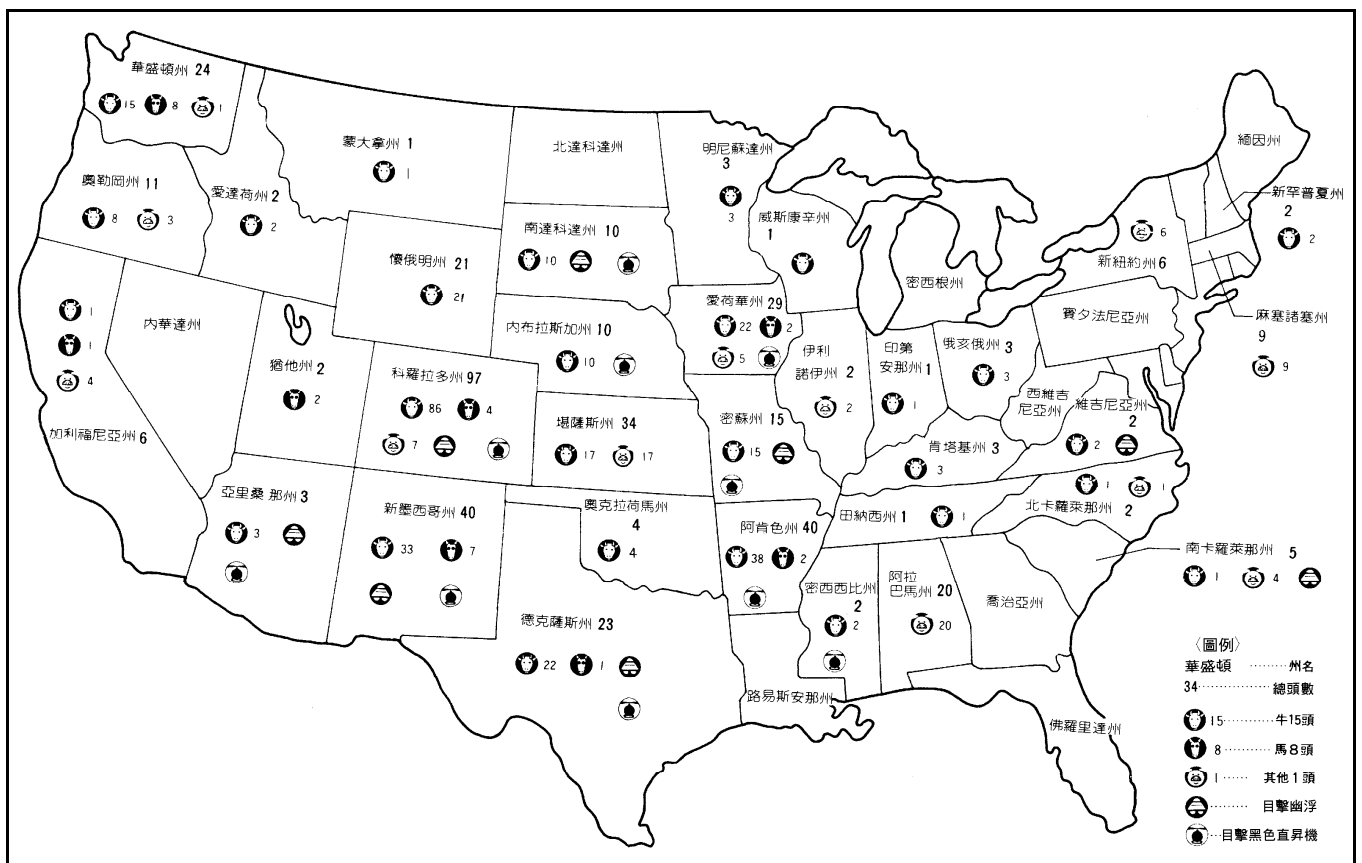 華盛頓州 24
15 8 1
蒙大拿州 1
1
北達科達州
明尼蘇達州
3
3
緬因州
奧勒岡州 11
8 3
愛達荷州 2
2
南達科達州 10
10
威斯康辛州
1
新罕普夏州
2
2
6
新紐約州 6
懷俄明州 21
21
密西根州
1
1
4
加利福尼亞州 6
內華達州
內布拉斯加州 10
10
愛荷華州 29
22 2
5
賓夕法尼亞州
麻塞諸塞州
9
9
猶他州 2
2
科羅拉多州 97
86 4
7
伊利
諾伊州 2
2
印第
安那州 1
1
俄亥俄州 3
3
西維吉
尼亞州
維吉尼亞州
2
2
堪薩斯州 34
17 17
密蘇州 15
15
肯塔基州 3
3
亞里桑 那州 3
3
新墨西哥州 40
33 7
奧克拉荷馬州
4
4
阿肯色州 40
38 2
田納西州 1 1
1 1
北卡羅萊那州 2
南卡羅萊那州 5
1 4
德克薩斯州 23
22 1
密西西比州
2
2
阿拉
巴馬州 20
20
喬治亞州
路易斯安那州
佛羅里達州
〈圖例〉
華盛頓 ········ 州名
34 ················ 總頭數
15 ········ 牛15頭
8 ·········· 馬8頭
1 ······ 其他1頭
········ 目擊幽浮
···目擊黑色直昇機